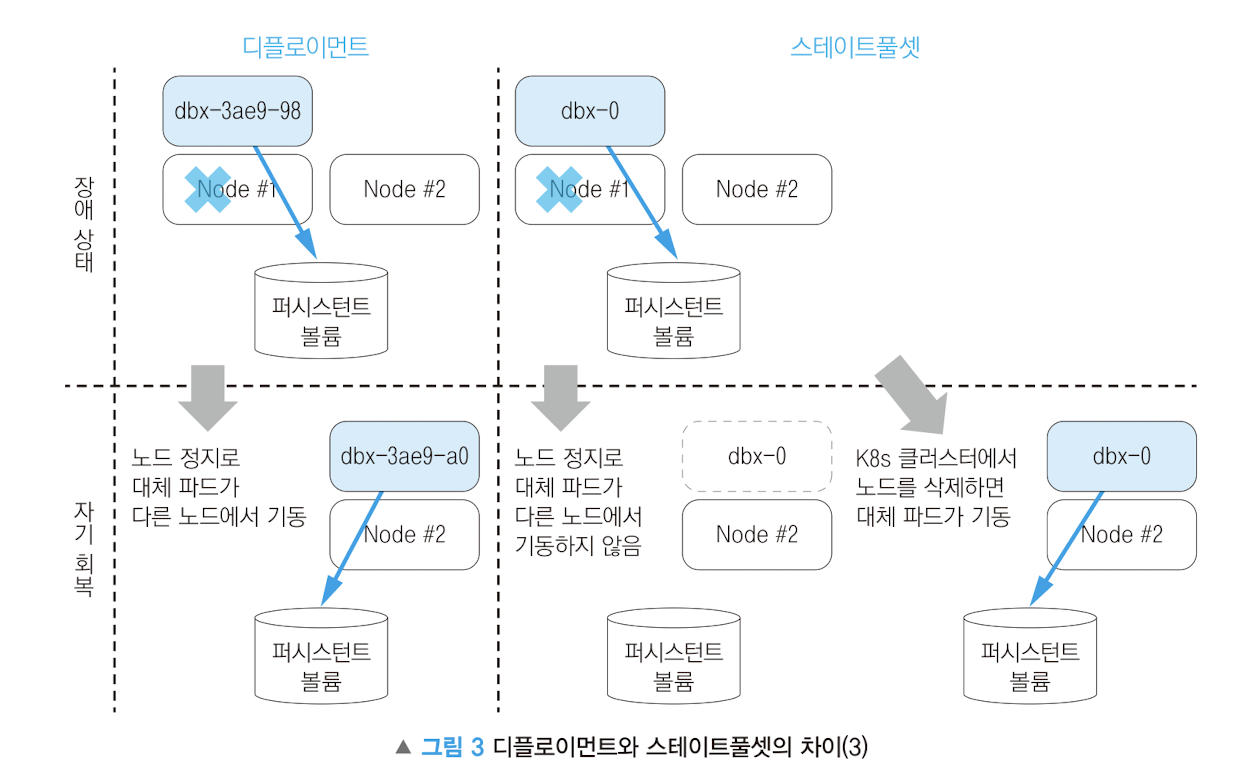 디플로이먼트
스테이트풀셋
장애 상태
dbx-3ae9-98
Node #1
Node #2
퍼시스턴트
볼륨
dbx-0
Node #1
Node #2
퍼시스턴트
볼륨
자기 회복
노드 정지로
대체 파드가
다른 노드에서 기동
dbx-3ae9-a0
Node #2
퍼시스턴트
볼륨
노드 정지로
대체 파드가
다른 노드에서
기동하지 않음
dbx-0
Node #2
퍼시스턴트
볼륨
K8s 클러스터에서
노드를 삭제하면
대체 파드가 기동
dbx-0
Node #2
퍼시스턴트
볼륨
▲ 그림 3 디플로이먼트와 스테이트풀셋의 차이(3)